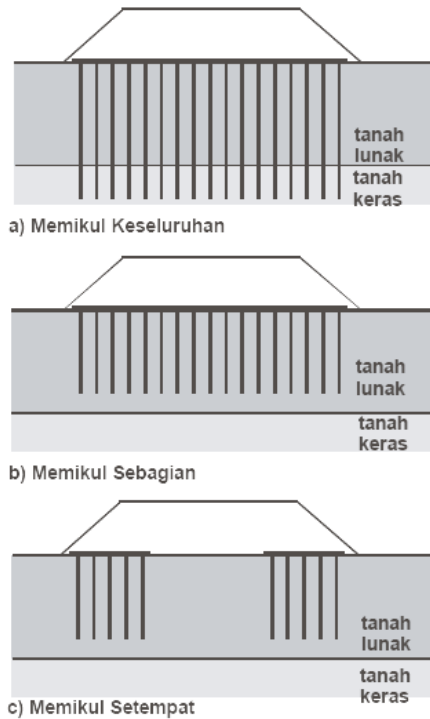 tanah
lunak
tanah
keras
a) Memikul Keseluruhan
tanah
lunak
tanah
keras
b) Memikul Sebagian
tanah
lunak
tanah
keras
c) Memikul Setempat